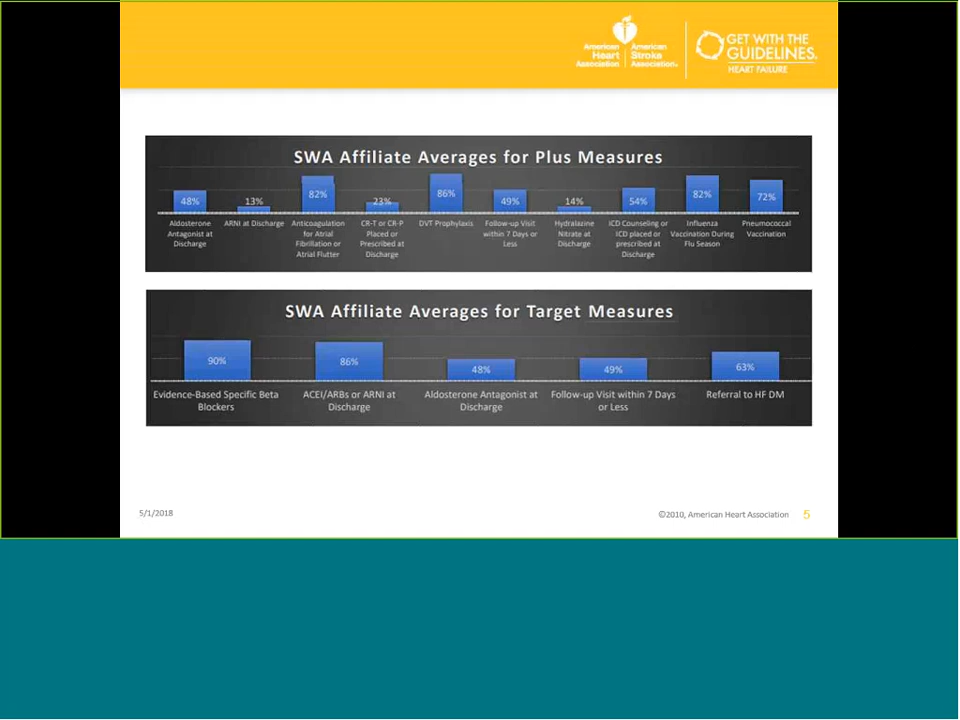 American Heart Association
American Stroke Association.
GET WITH THE
GUIDELINES.
HEART FAILURE
SWA Affiliate Averages for Plus Measures
48%
13%
82%
23%
86%
49%
14%
54%
82%
72%
Aldosterone
Antagonist at
Discharge
ARNI at Discharge
Anticoagulation
for Atrial
Fibrillation or
Atrial Flutter
CR-T or CR-P
Placed or
Prescribed at
Discharge
DVT Prophylaxis
Follow-up Visit
within 7 Days or
Less
Hydralazine
Nitrate at
Discharge
ICD Counseling or
ICD placed or
prescribed at
Discharge
Influenza
Vaccination During
Flu Season
Pneumococcal
Vaccination
SWA Affiliate Averages for Target Measures
90%
86%
48%
49%
63%
Evidence-Based Specific Beta
Blockers
ACEI/ARBs or ARNI at
Discharge
Aldosterone Antagonist at
Discharge
Follow-up Visit within 7 Days
or Less
Referral to HF DM
5/1/2018
©2010, American Heart Association
5